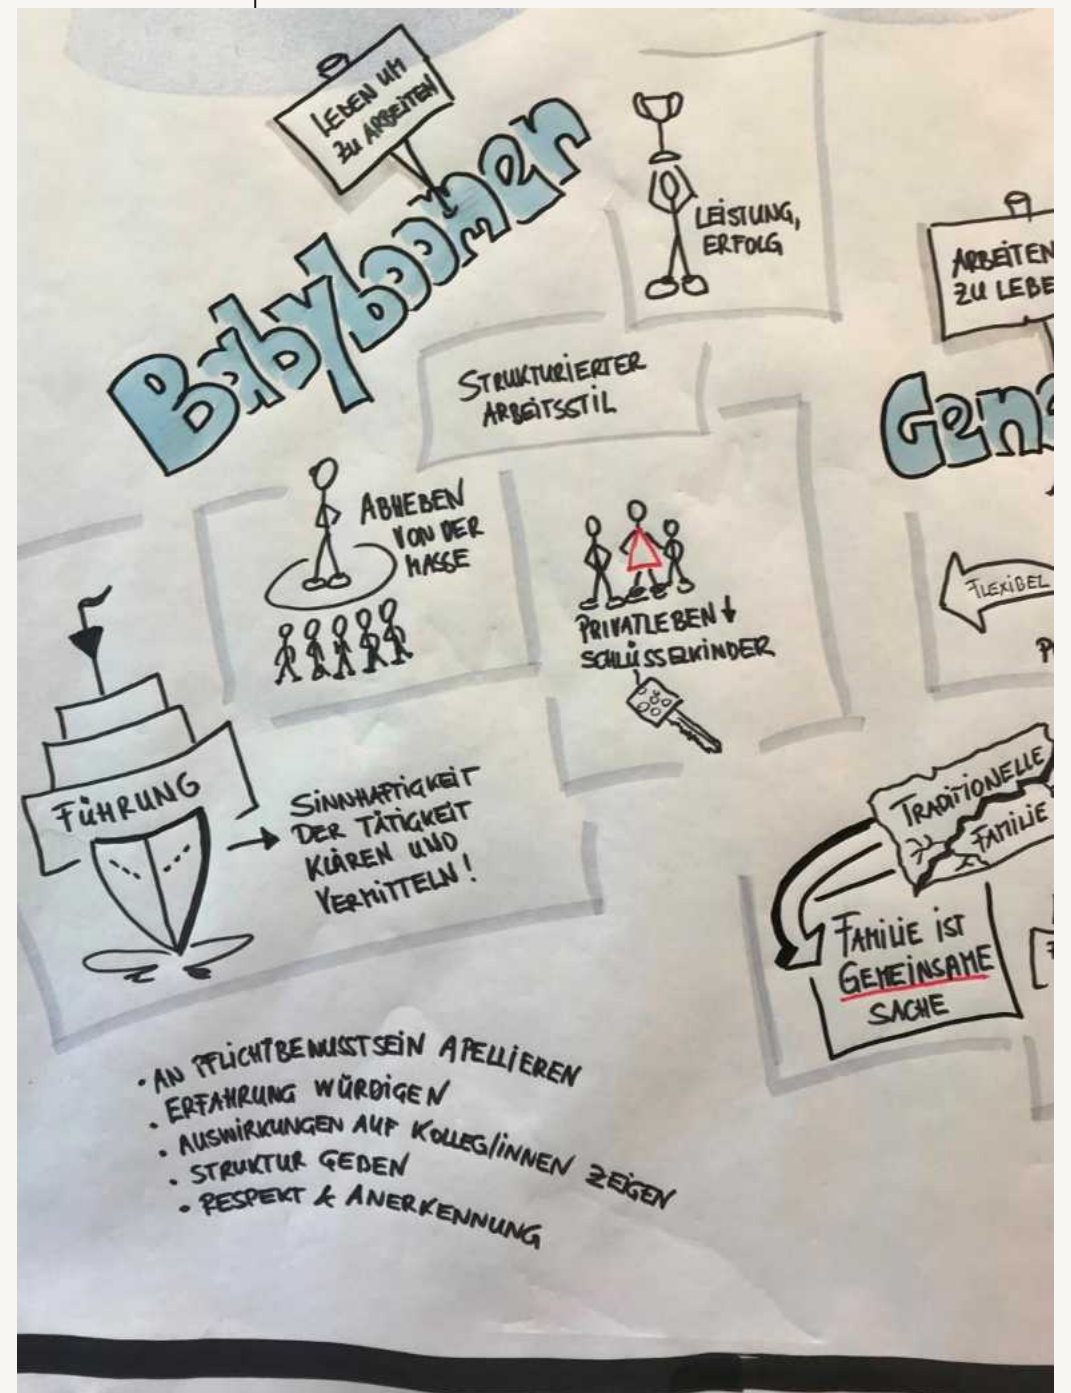 LEBEN UM
ZU ARBEITEN!
Babyboomer
LEISTUNG,
ERFOLG
STRUKTURIERTER
ARBEITSSTIL
ABHEBEN
VON DER
MASSE
PRIVATLEBEN ↓
SCHLÜSSELKINDER
FÜHRUNG
→ SINNHAFTIGKEIT
DER TÄTIGKEIT
KLÄREN UND
VERMITTELN!
• AN PFLICHTBEWUSSTSEIN APELLIEREN
• ERFAHRUNG WÜRDIGEN
• AUSWIRKUNGEN AUF KOLLEG/INNEN ZEIGEN
• STRUKTUR GEBEN
• RESPEKT & ANERKENNUNG
ARBEITEN
ZU LEBE
Gen
FLEXIBEL
TRADITIONELLE
FAMILIE
FAMILIE IST
GEMEINSAME
SACHE